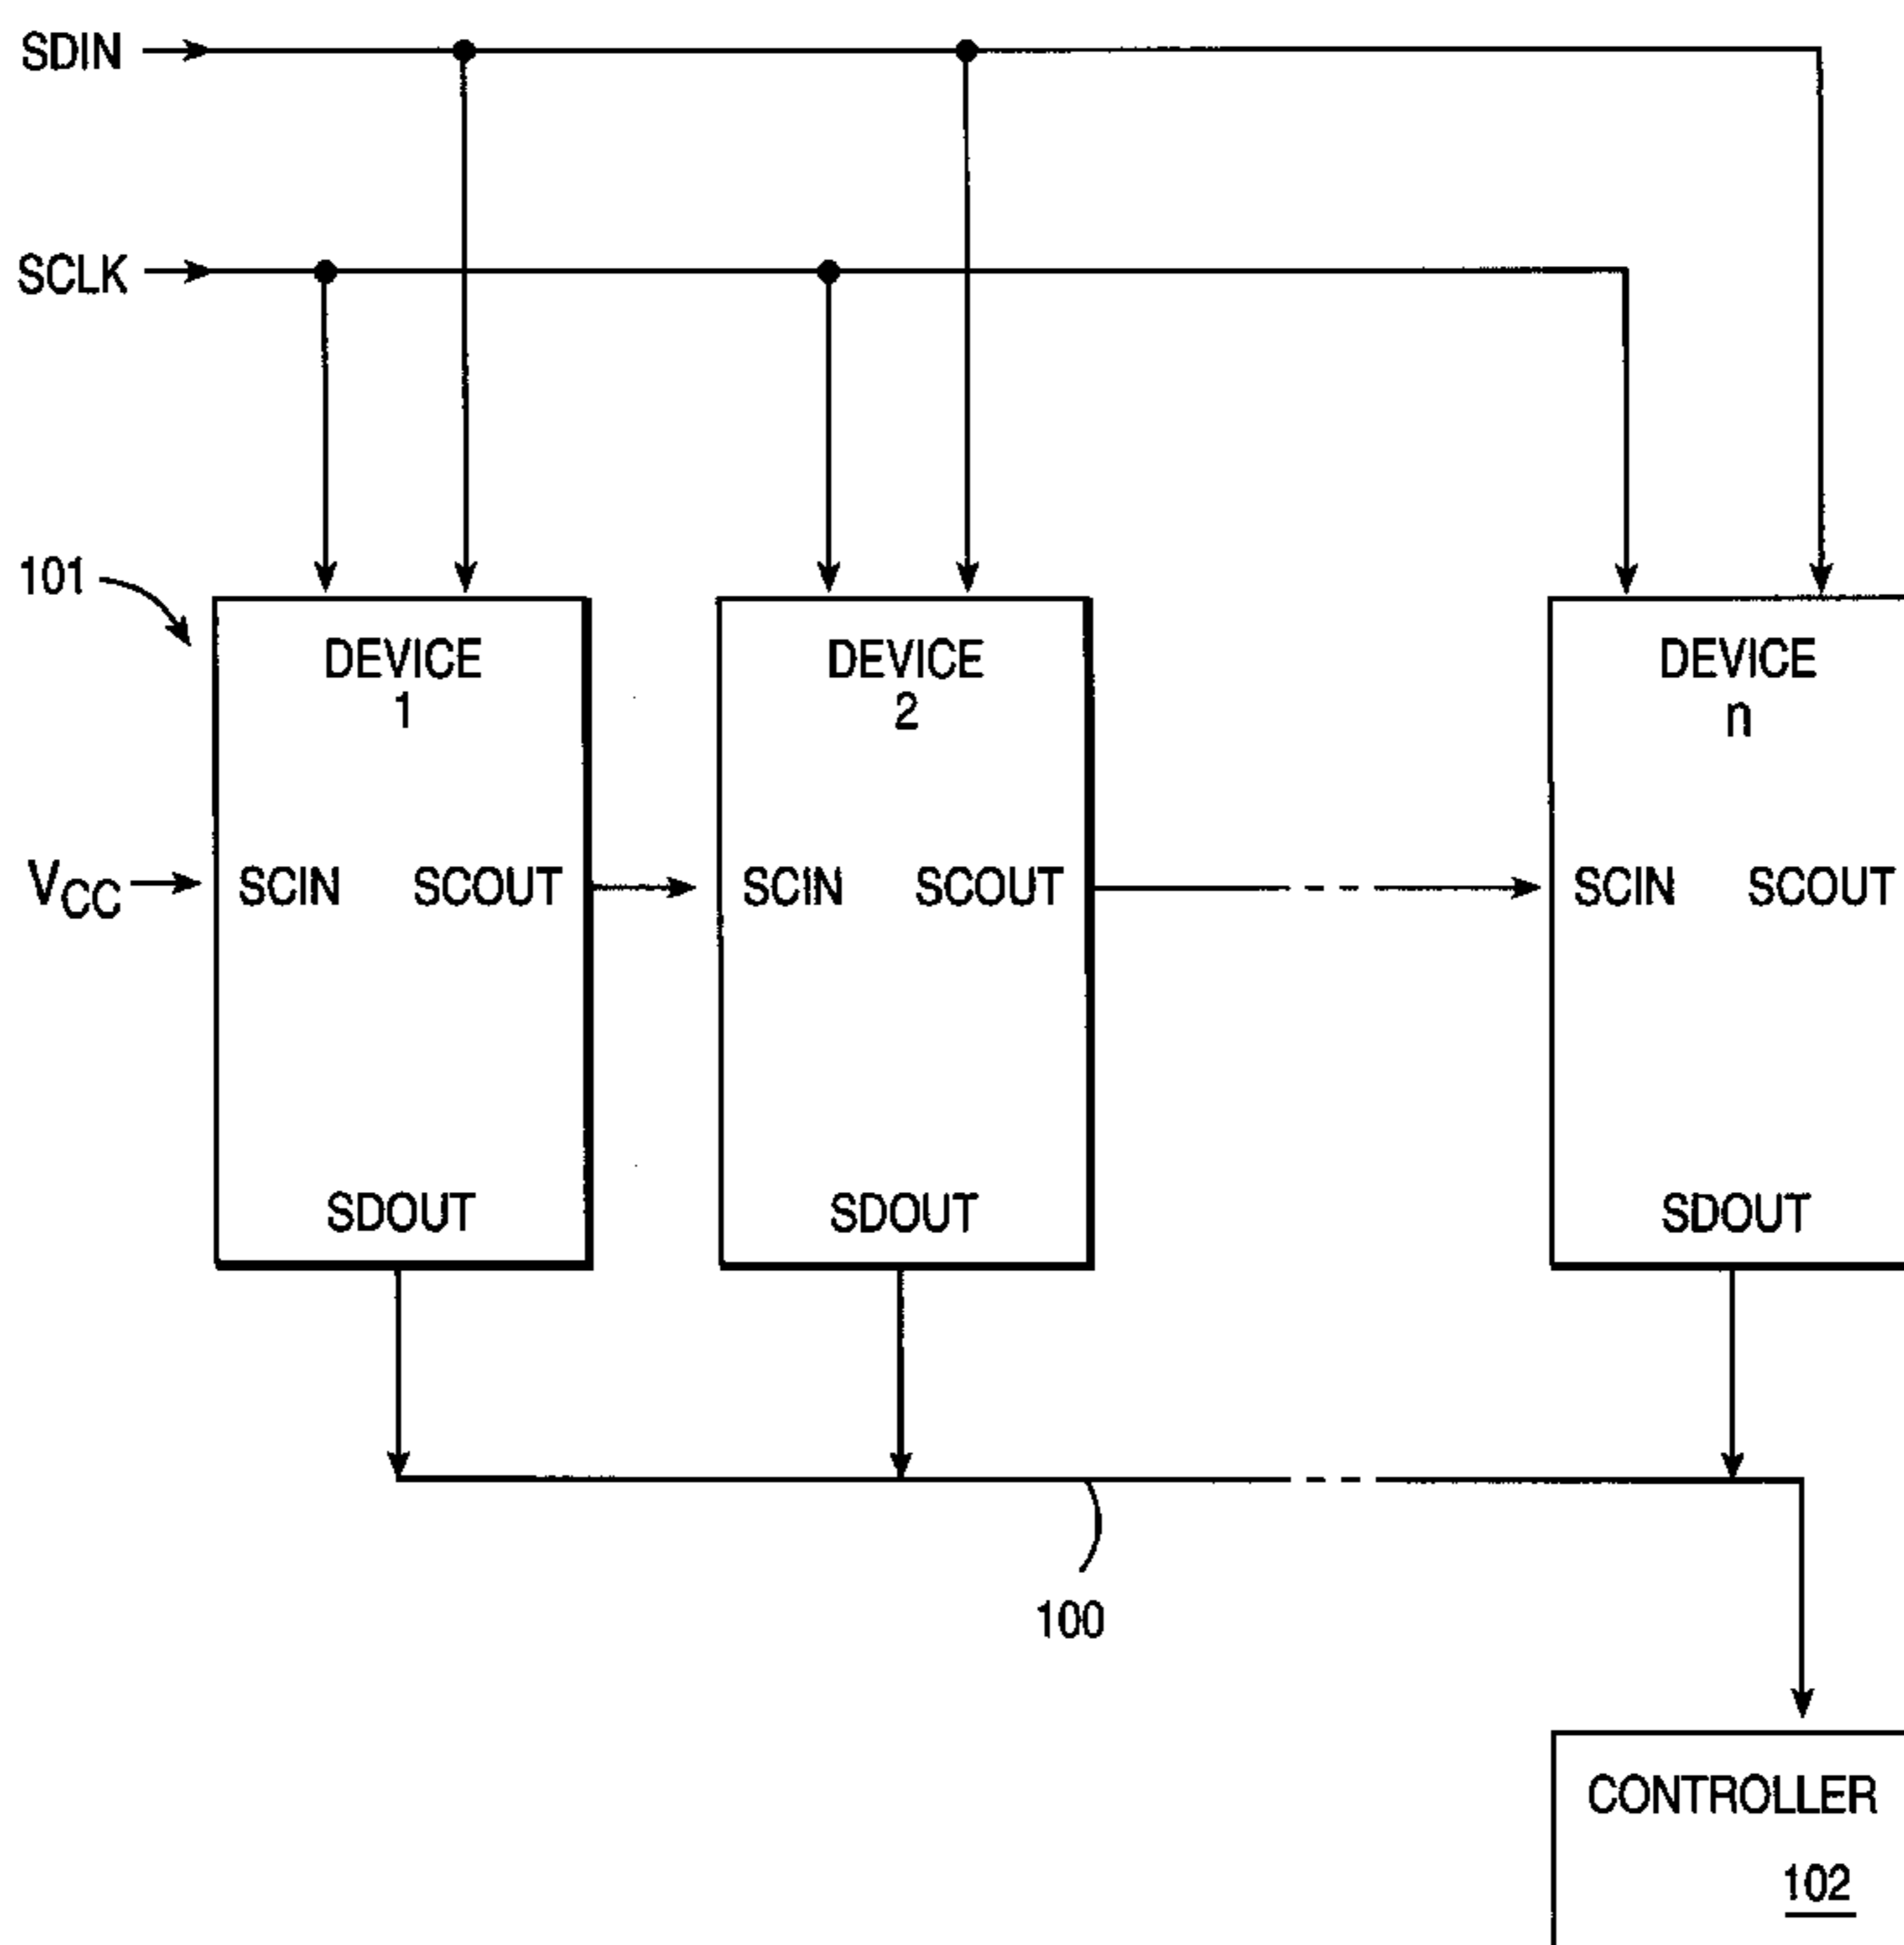 SDIN
SCLK
101
DEVICE
1
DEVICE
2
DEVICE
n
VCC
SCIN SCOUT
SCIN SCOUT
SCIN SCOUT
SDOUT
SDOUT
SDOUT
100
CONTROLLER
102